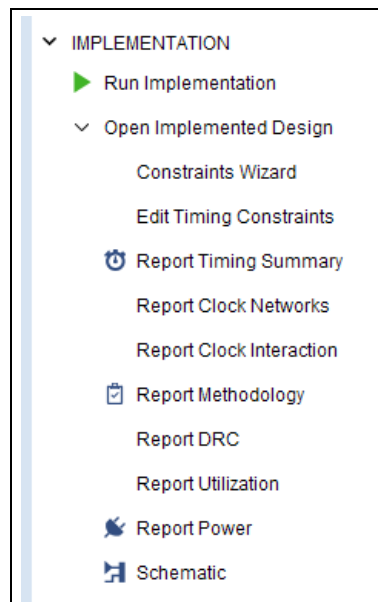 IMPLEMENTATION
Run Implementation
Open Implemented Design
Constraints Wizard
Edit Timing Constraints
Report Timing Summary
Report Clock Networks
Report Clock Interaction
Report Methodology
Report DRC
Report Utilization
Report Power
Schematic